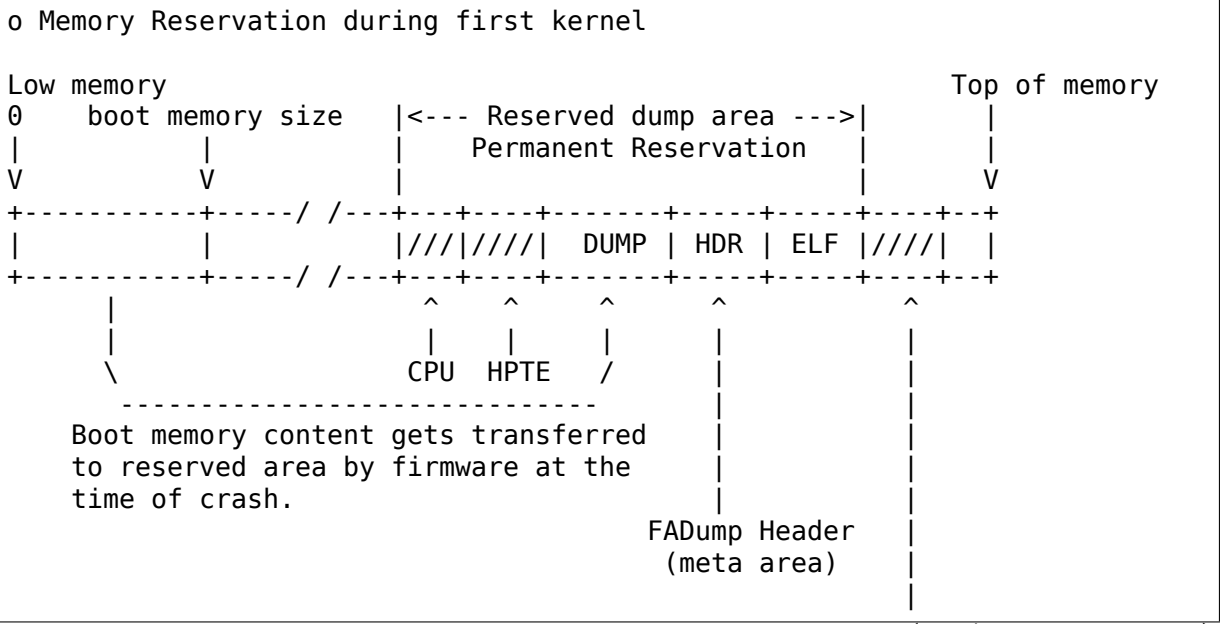 o Memory Reservation during first kernel

Low memory                                            Top of memory
0    boot memory size   |<--- Reserved dump area --->|       |
|           |           |    Permanent Reservation   |       |
V           V           |                            |       V
+-----------+-----/ /---+---+----+-------+-----+-----+----+--+
|           |           |///|////|  DUMP | HDR | ELF |////|  |
+-----------+-----/ /---+---+----+-------+-----+-----+----+--+
      |                   ^    ^     ^      ^           ^
      |                   |    |     |      |           |
      \                  CPU  HPTE   /      |           |
       ------------------------------       |           |
    Boot memory content gets transferred    |           |
    to reserved area by firmware at the     |           |
    time of crash.                          |           |
                                        FADump Header   |
                                         (meta area)    |
                                                        |